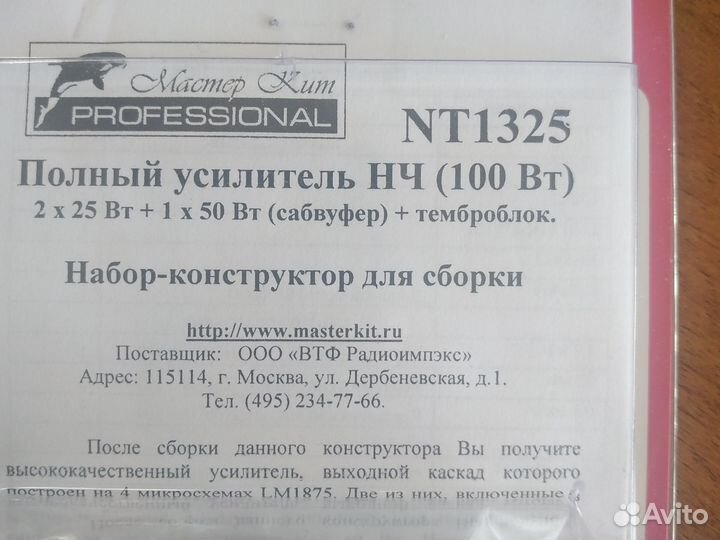 Мастер Кит
PROFESSIONAL
NT1325
Полный усилитель НЧ (100 Вт)
2 x 25 Вт + 1 x 50 Вт (сабвуфер) + темброблок.
Набор-конструктор для сборки
http://www.masterkit.ru
Поставщик: ООО «ВТФ Радиоимпэкс»
Адрес: 115114, г. Москва, ул. Дербеневская, д.1.
Тел. (495) 234-77-66.
После сборки данного конструктора Вы получите
высококачественный усилитель, выходной каскад которого
построен на 4 микросхемах LM1875. Две из них, включенные в
Avito